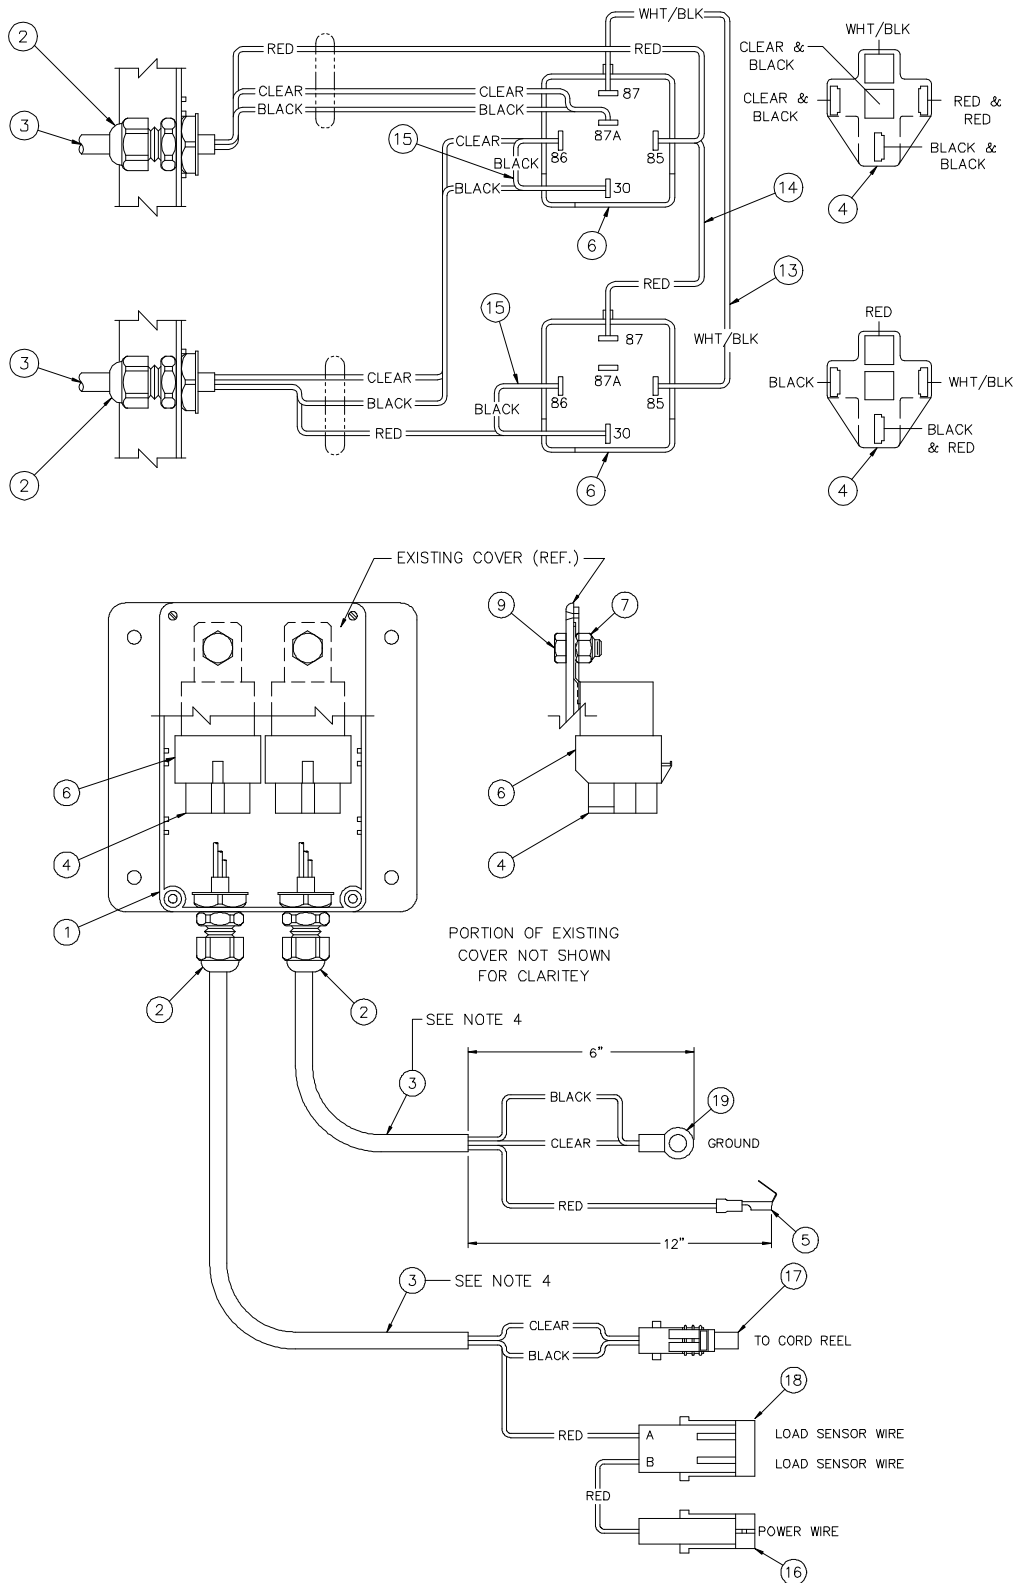 WHT/BLK
2
RED
RED
WHT/BLK
CLEAR &
BLACK
CLEAR
CLEAR
87
3
BLACK
BLACK
87A
CLEAR &
BLACK
RED &
RED
15
CLEAR
86
85
BLACK
BLACK &
BLACK
BLACK
30
14
4
6
13
RED
15
RED
87
WHT/BLK
3
87A
CLEAR
86
85
BLACK
WHT/BLK
BLACK
BLACK
RED
30
BLACK
& RED
2
6
4
EXISTING COVER (REF.)
9
7
6
6
4
4
1
PORTION OF EXISTING
COVER NOT SHOWN
FOR CLARITEY
2
2
SEE NOTE 4
6"
3
BLACK
19
CLEAR
GROUND
RED
12"
5
3
SEE NOTE 4
17
CLEAR
TO CORD REEL
BLACK
18
RED
A
LOAD SENSOR WIRE
B
LOAD SENSOR WIRE
RED
POWER WIRE
16